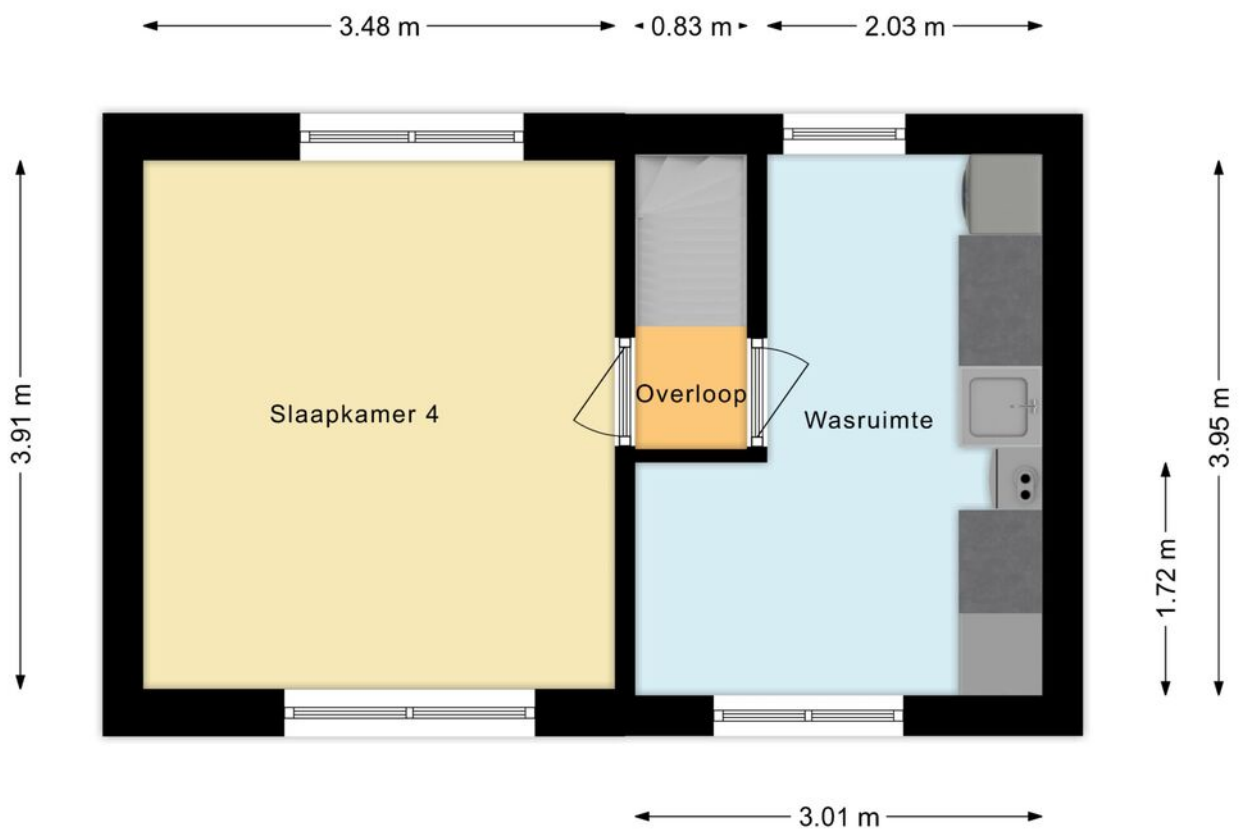 3.48 m
0.83 m
2.03 m
3.91 m
Slaapkamer 4
Overloop
Wasruimte
3.95 m
1.72 m
3.01 m